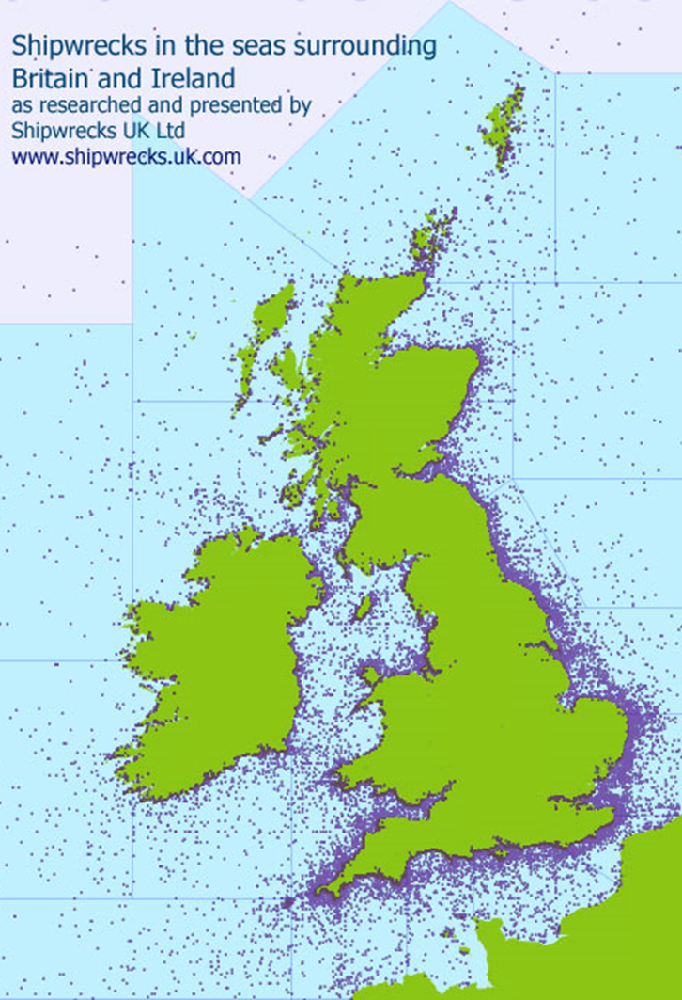 Shipwrecks in the seas surrounding
Britain and Ireland
as researched and presented by
Shipwrecks UK Ltd
www.shipwrecks.uk.com